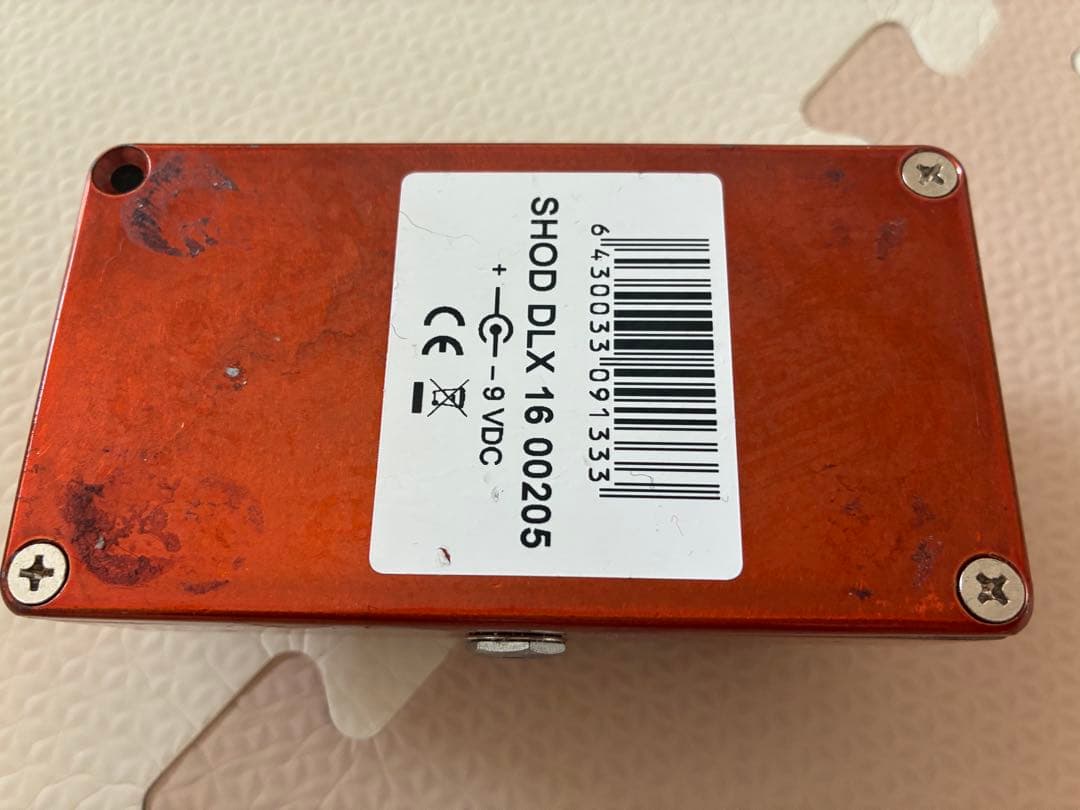 6 430033 091333
SHOD DLX 16 00205
+ - 9 VDC
CE